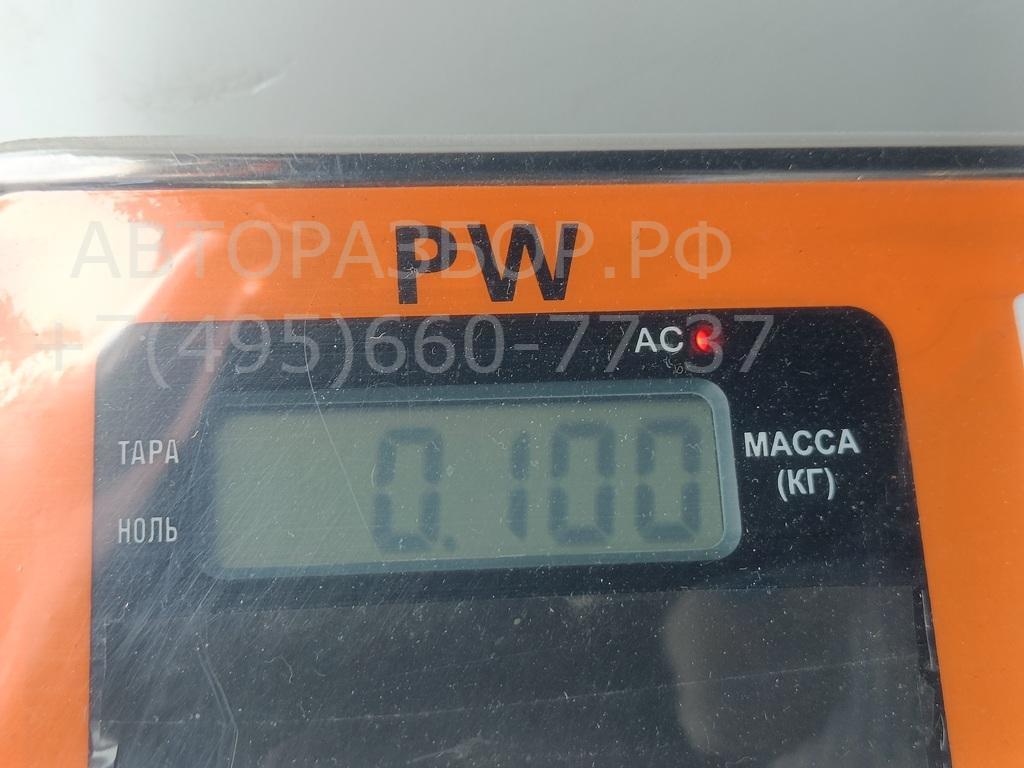 АВТОРАЗБОР.РФ
PW
+7(495)660-77-37
AC
ТАРА
0.100
МАССА
(КГ)
НОЛЬ